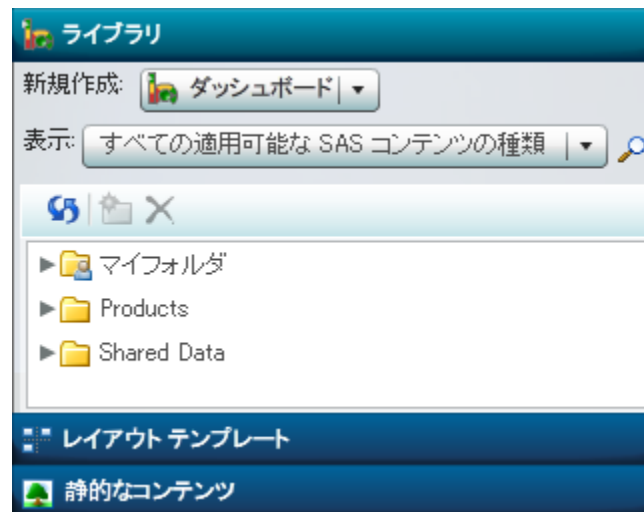 ライブラリ
新規作成: ダッシュボード
表示: すべての適用可能な SAS コンテンツの種類
マイフォルダ
Products
Shared Data
レイアウト テンプレート
静的なコンテンツ